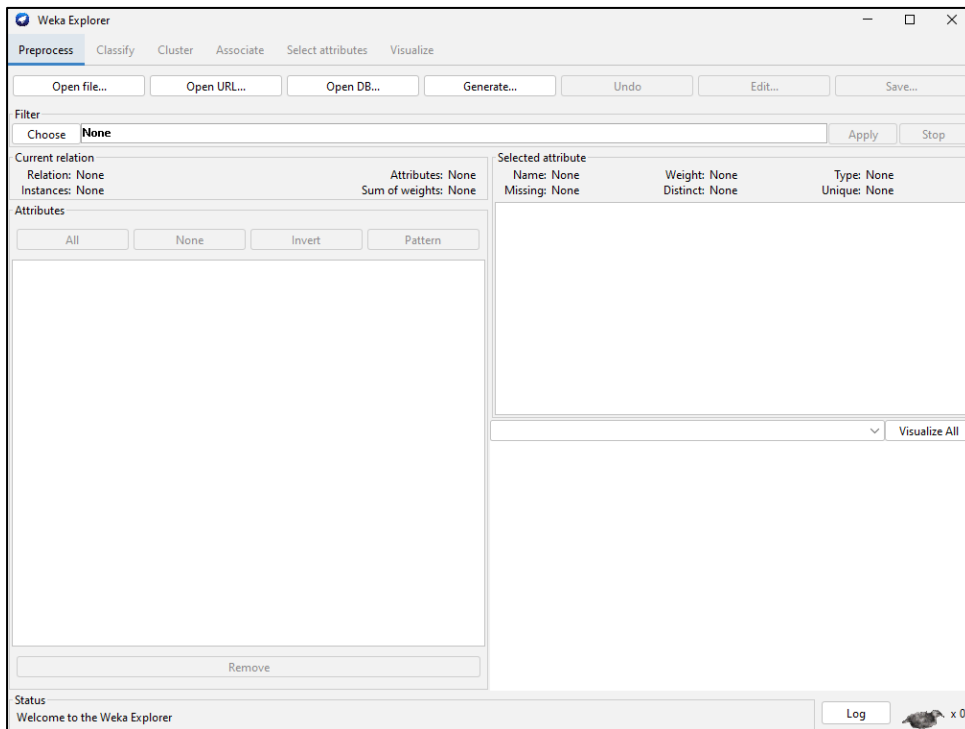 Weka Explorer
Preprocess Classify Cluster Associate Select attributes Visualize
Open file... Open URL... Open DB... Generate... Undo Edit... Save...
Filter
Choose None Apply Stop
Current relation
Relation: None Attributes: None
Instances: None Sum of weights: None
Selected attribute
Name: None Weight: None Type: None
Missing: None Distinct: None Unique: None
Attributes
All None Invert Pattern
Visualize All
Remove
Status
Welcome to the Weka Explorer
Log x 0